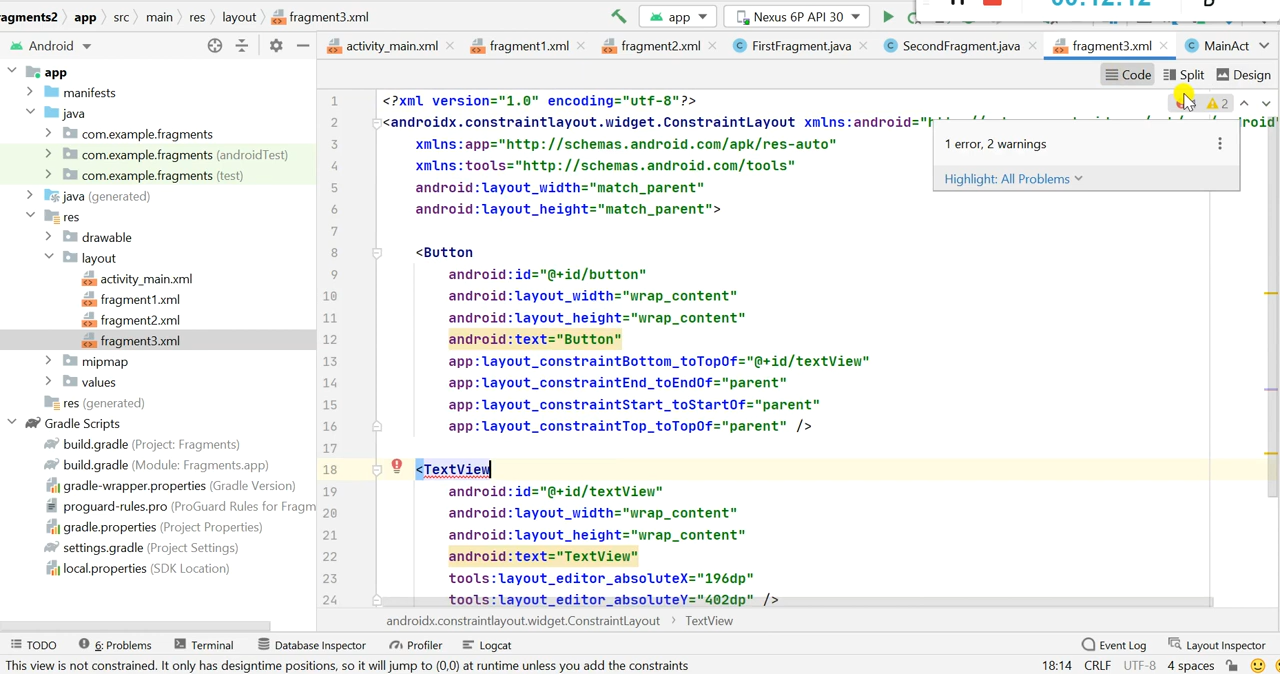 ragments2 › app › src › main › res › layout › fragment3.xml
app
Nexus 6P API 30
00:12:12
Android
activity_main.xml
fragment1.xml
fragment2.xml
FirstFragment.java
SecondFragment.java
fragment3.xml
MainAct
Code
Split
Design
app
manifests
java
com.example.fragments
com.example.fragments (androidTest)
com.example.fragments (test)
java (generated)
res
drawable
layout
activity_main.xml
fragment1.xml
fragment2.xml
fragment3.xml
mipmap
values
res (generated)
Gradle Scripts
build.gradle (Project: Fragments)
build.gradle (Module: Fragments.app)
gradle-wrapper.properties (Gradle Version)
proguard-rules.pro (ProGuard Rules for Fragm
gradle.properties (Project Properties)
settings.gradle (Project Settings)
local.properties (SDK Location)
2
1 error, 2 warnings
Highlight: All Problems
1 <?xml version="1.0" encoding="utf-8"?>
2 <androidx.constraintlayout.widget.ConstraintLayout xmlns:android="h
3 xmlns:app="http://schemas.android.com/apk/res-auto"
4 xmlns:tools="http://schemas.android.com/tools"
5 android:layout_width="match_parent"
6 android:layout_height="match_parent">
7
8 <Button
9 android:id="@+id/button"
10 android:layout_width="wrap_content"
11 android:layout_height="wrap_content"
12 android:text="Button"
13 app:layout_constraintBottom_toTopOf="@+id/textView"
14 app:layout_constraintEnd_toEndOf="parent"
15 app:layout_constraintStart_toStartOf="parent"
16 app:layout_constraintTop_toTopOf="parent" />
17
18 <TextView
19 android:id="@+id/textView"
20 android:layout_width="wrap_content"
21 android:layout_height="wrap_content"
22 android:text="TextView"
23 tools:layout_editor_absoluteX="196dp"
24 tools:layout_editor_absoluteY="402dp" />
androidx.constraintlayout.widget.ConstraintLayout › TextView
TODO
6: Problems
Terminal
Database Inspector
Profiler
Logcat
Event Log
Layout Inspector
This view is not constrained. It only has designtime positions, so it will jump to (0,0) at runtime unless you add the constraints
18:14 CRLF UTF-8 4 spaces